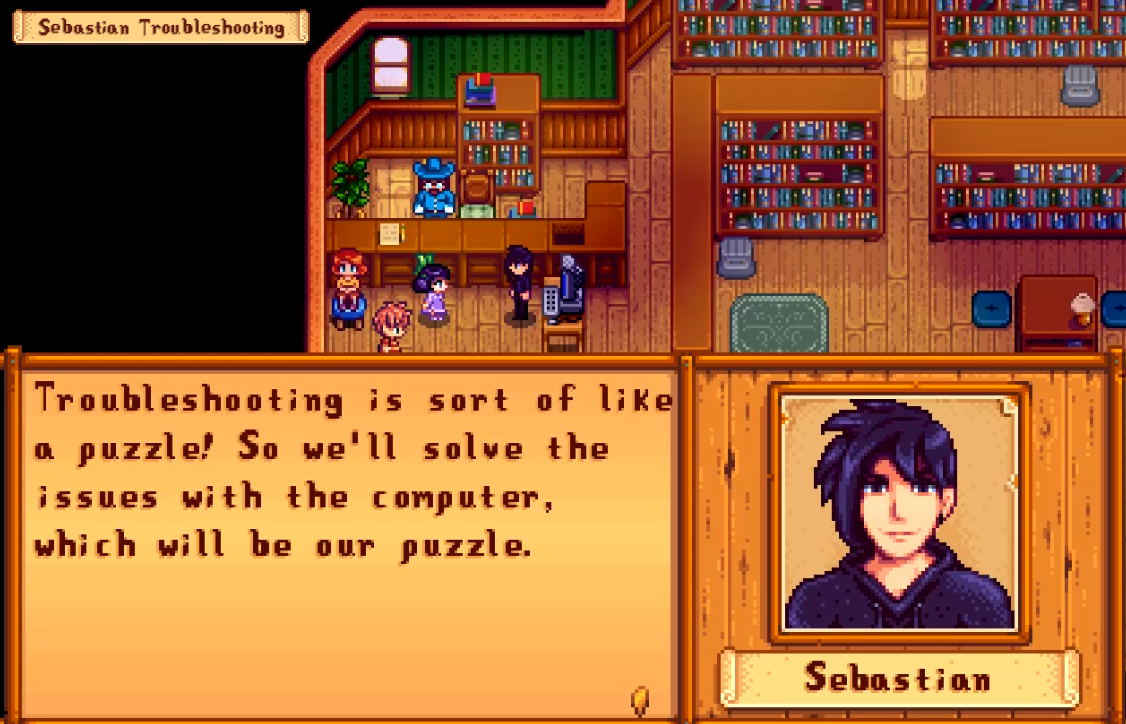 Sebastian Troubleshooting
Troubleshooting is sort of like
a puzzle! So we'll solve the
issues with the computer,
which will be our puzzle.
Sebastian